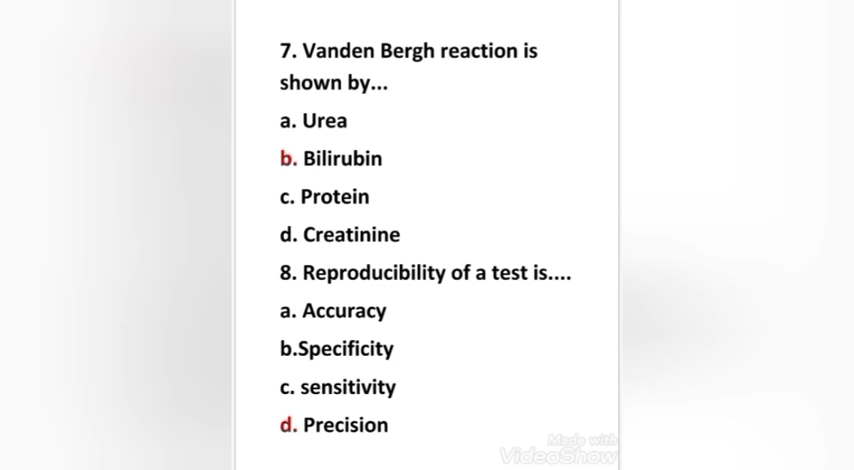 7. Vanden Bergh reaction is
shown by...
a. Urea
b. Bilirubin
c. Protein
d. Creatinine
8. Reproducibility of a test is....
a. Accuracy
b.Specificity
c. sensitivity
d. Precision
Made with
VideoShow